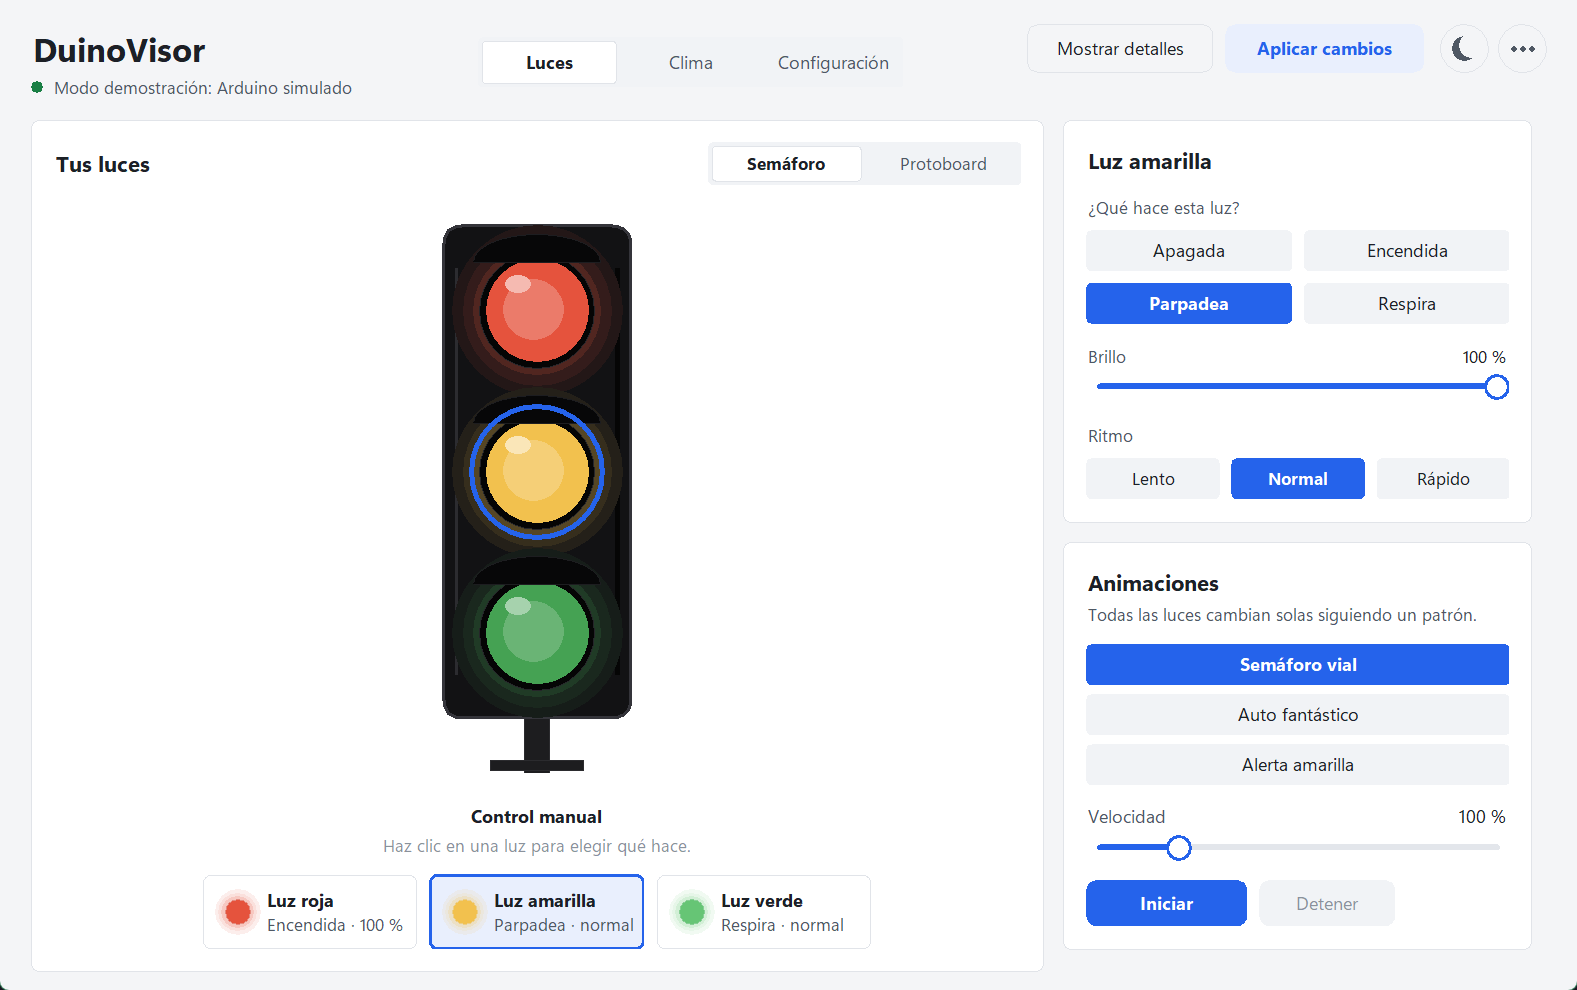 DuinoVisor
Modo demostración: Arduino simulado
Luces
Clima
Configuración
Mostrar detalles
Aplicar cambios
Tus luces
Semáforo
Protoboard
Control manual
Haz clic en una luz para elegir qué hace.
Luz roja
Encendida · 100 %
Luz amarilla
Parpadea · normal
Luz verde
Respira · normal
Luz amarilla
¿Qué hace esta luz?
Apagada
Encendida
Parpadea
Respira
Brillo
100 %
Ritmo
Lento
Normal
Rápido
Animaciones
Todas las luces cambian solas siguiendo un patrón.
Semáforo vial
Auto fantástico
Alerta amarilla
Velocidad
100 %
Iniciar
Detener